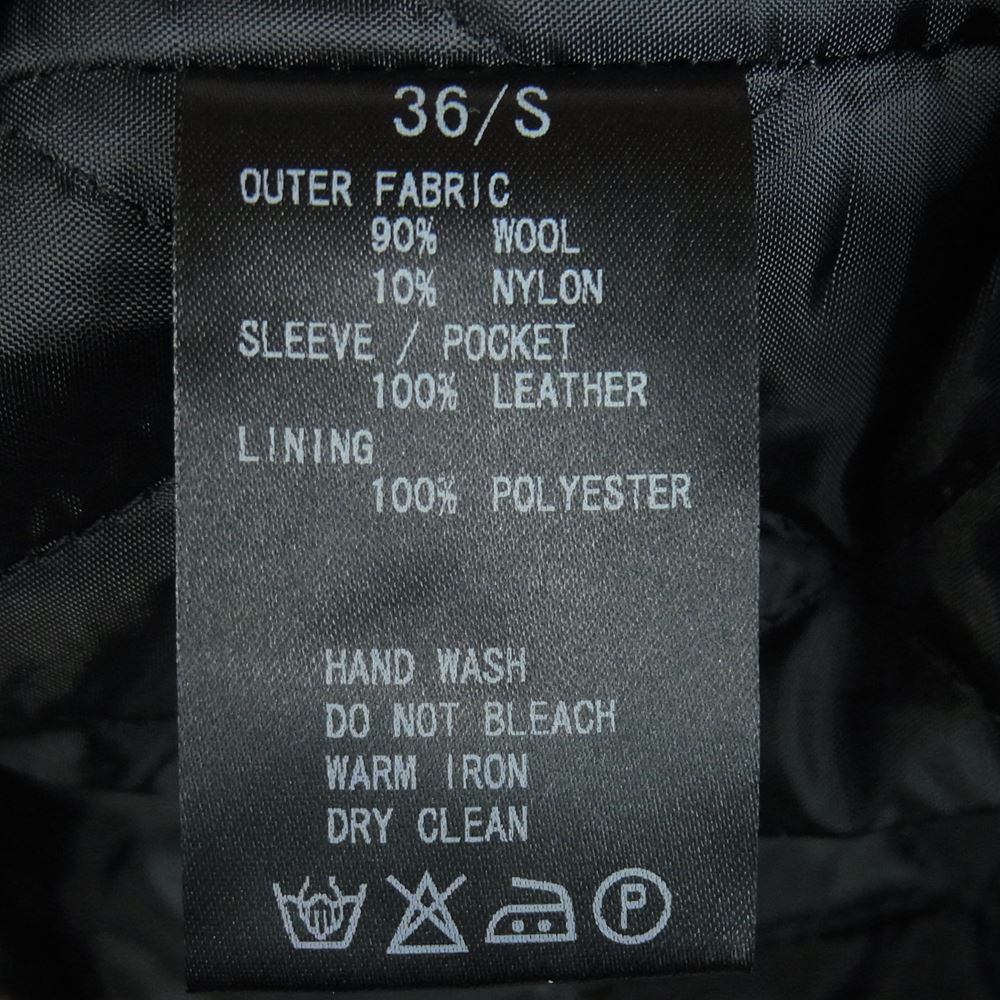 36/S
OUTER FABRIC
90% WOOL
10% NYLON
SLEEVE / POCKET
100% LEATHER
LINING
100% POLYESTER
HAND WASH
DO NOT BLEACH
WARM IRON
DRY CLEAN
P